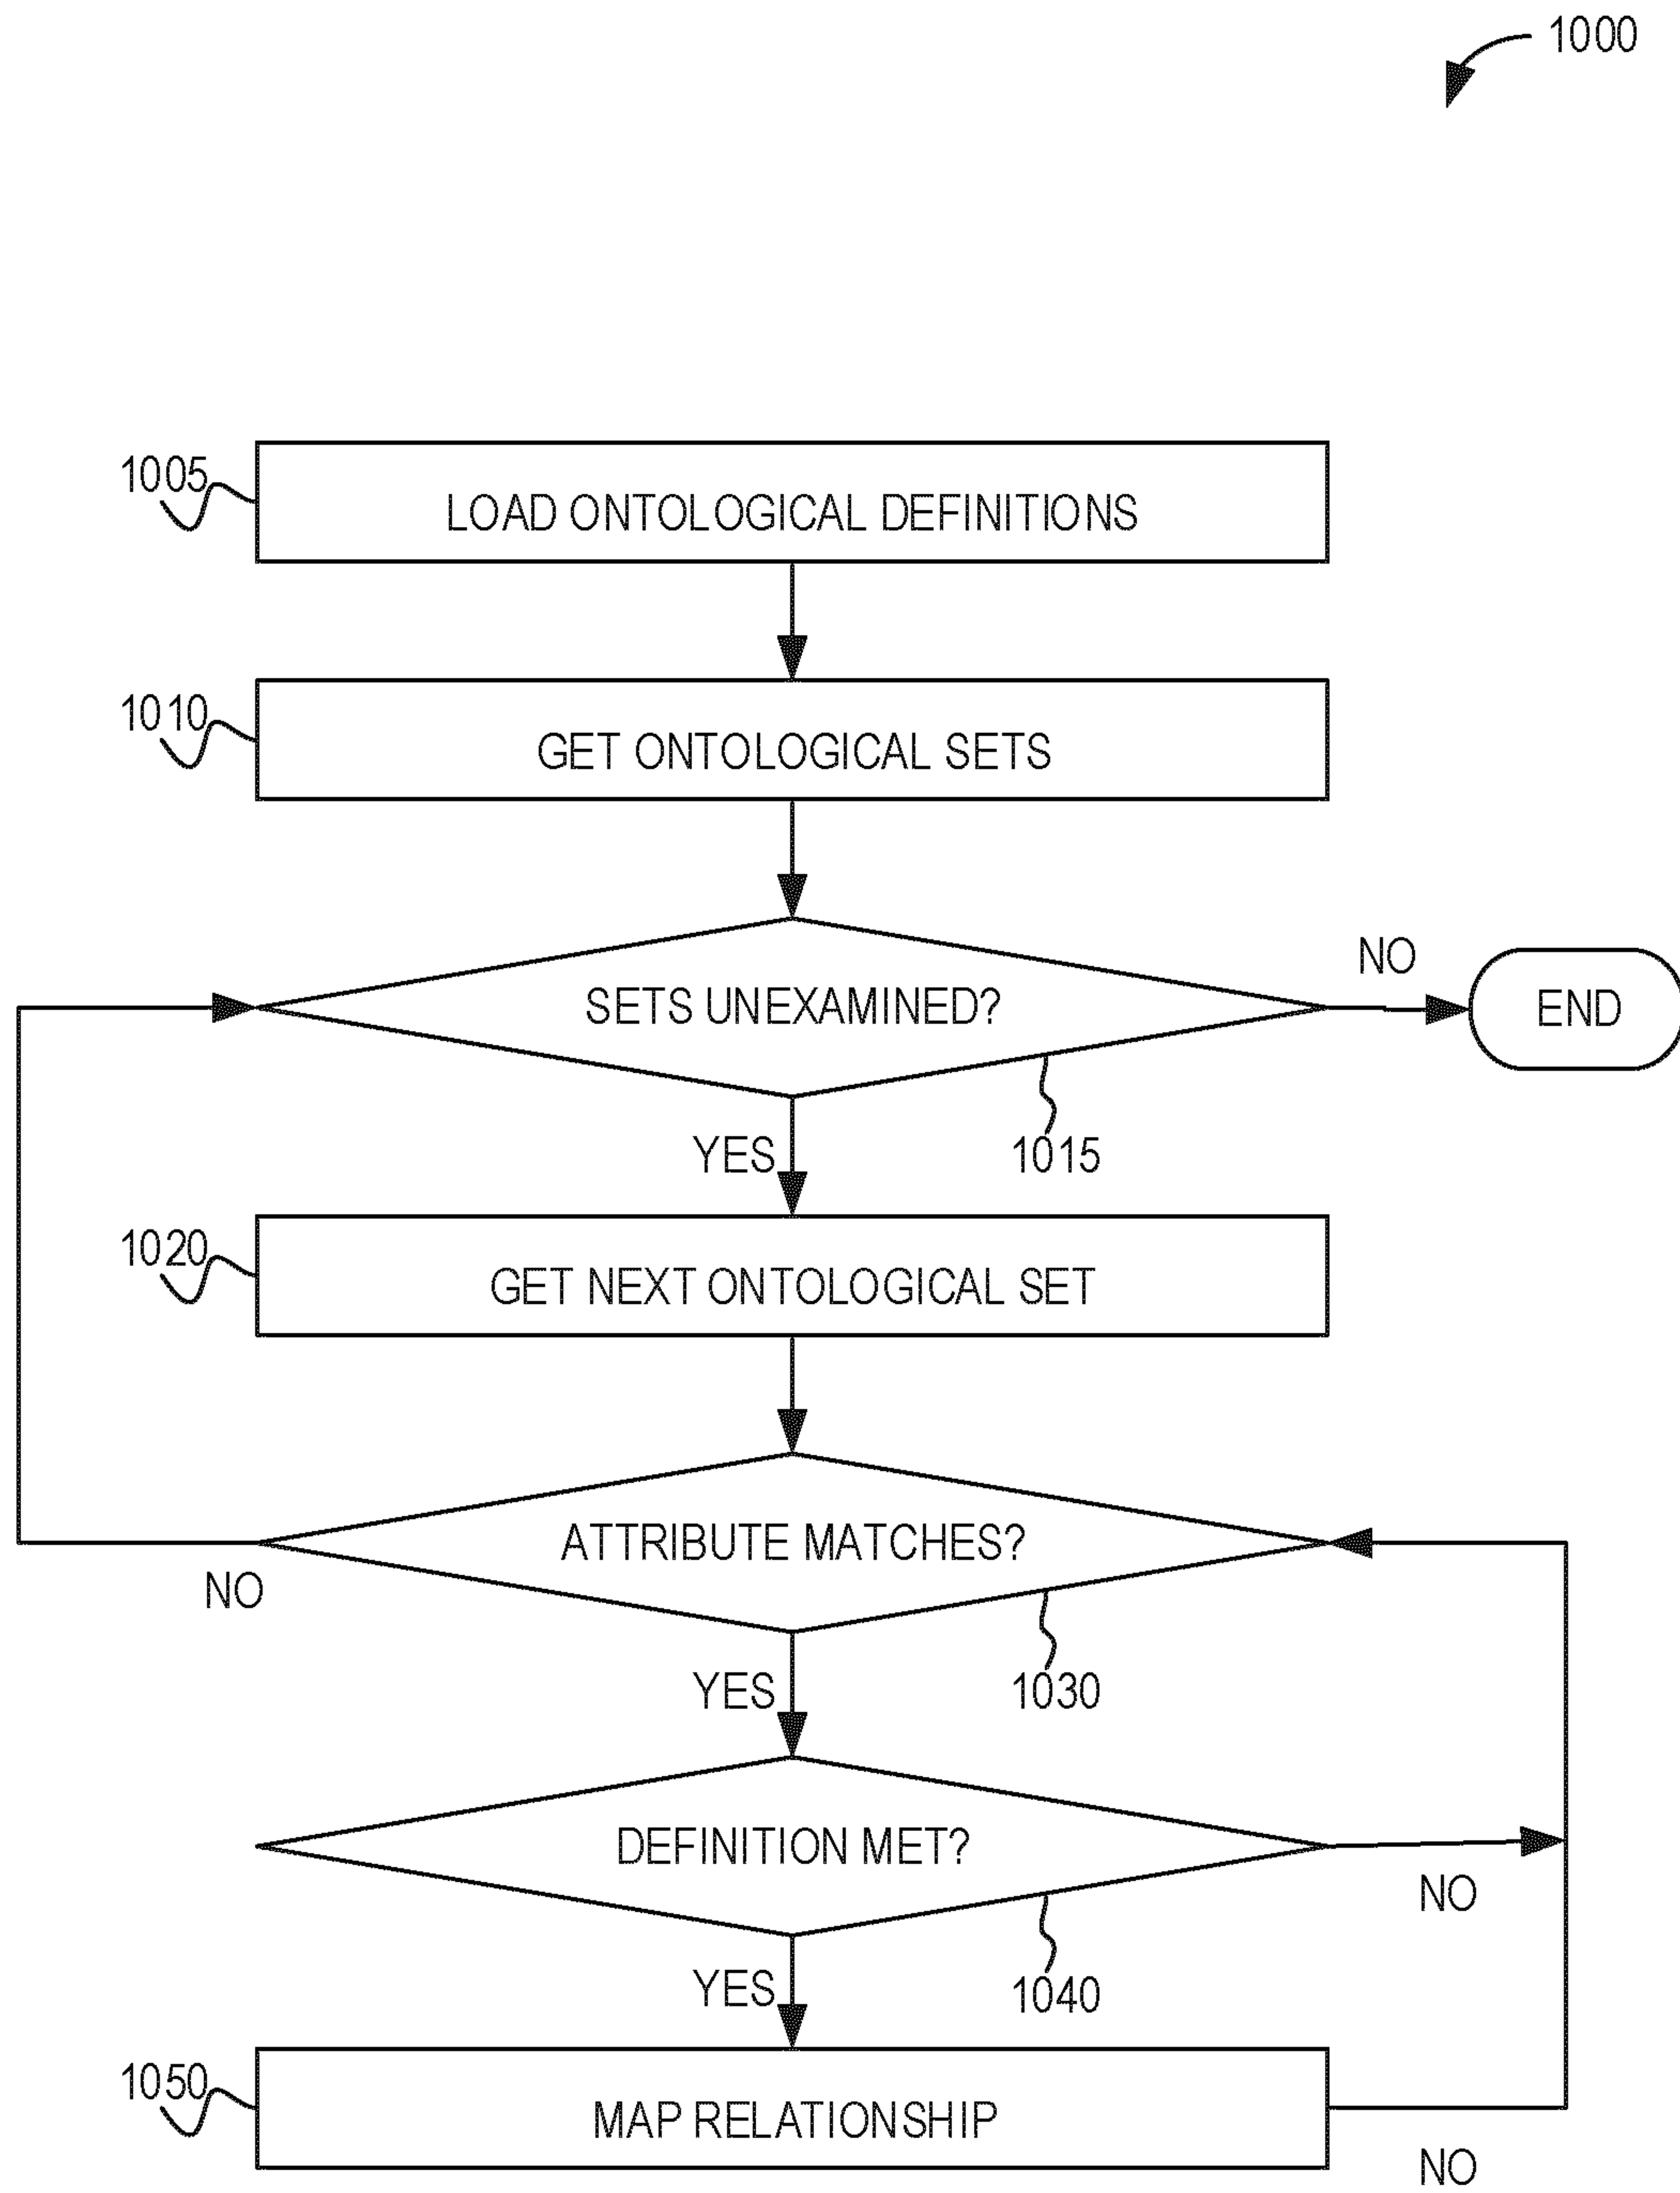 1000
1005
LOAD ONTOLOGICAL DEFINITIONS
1010
GET ONTOLOGICAL SETS
NO
SETS UNEXAMINED?
END
YES
1015
1020
GET NEXT ONTOLOGICAL SET
ATTRIBUTE MATCHES?
NO
YES
1030
DEFINITION MET?
NO
YES
1040
1050
MAP RELATIONSHIP
NO